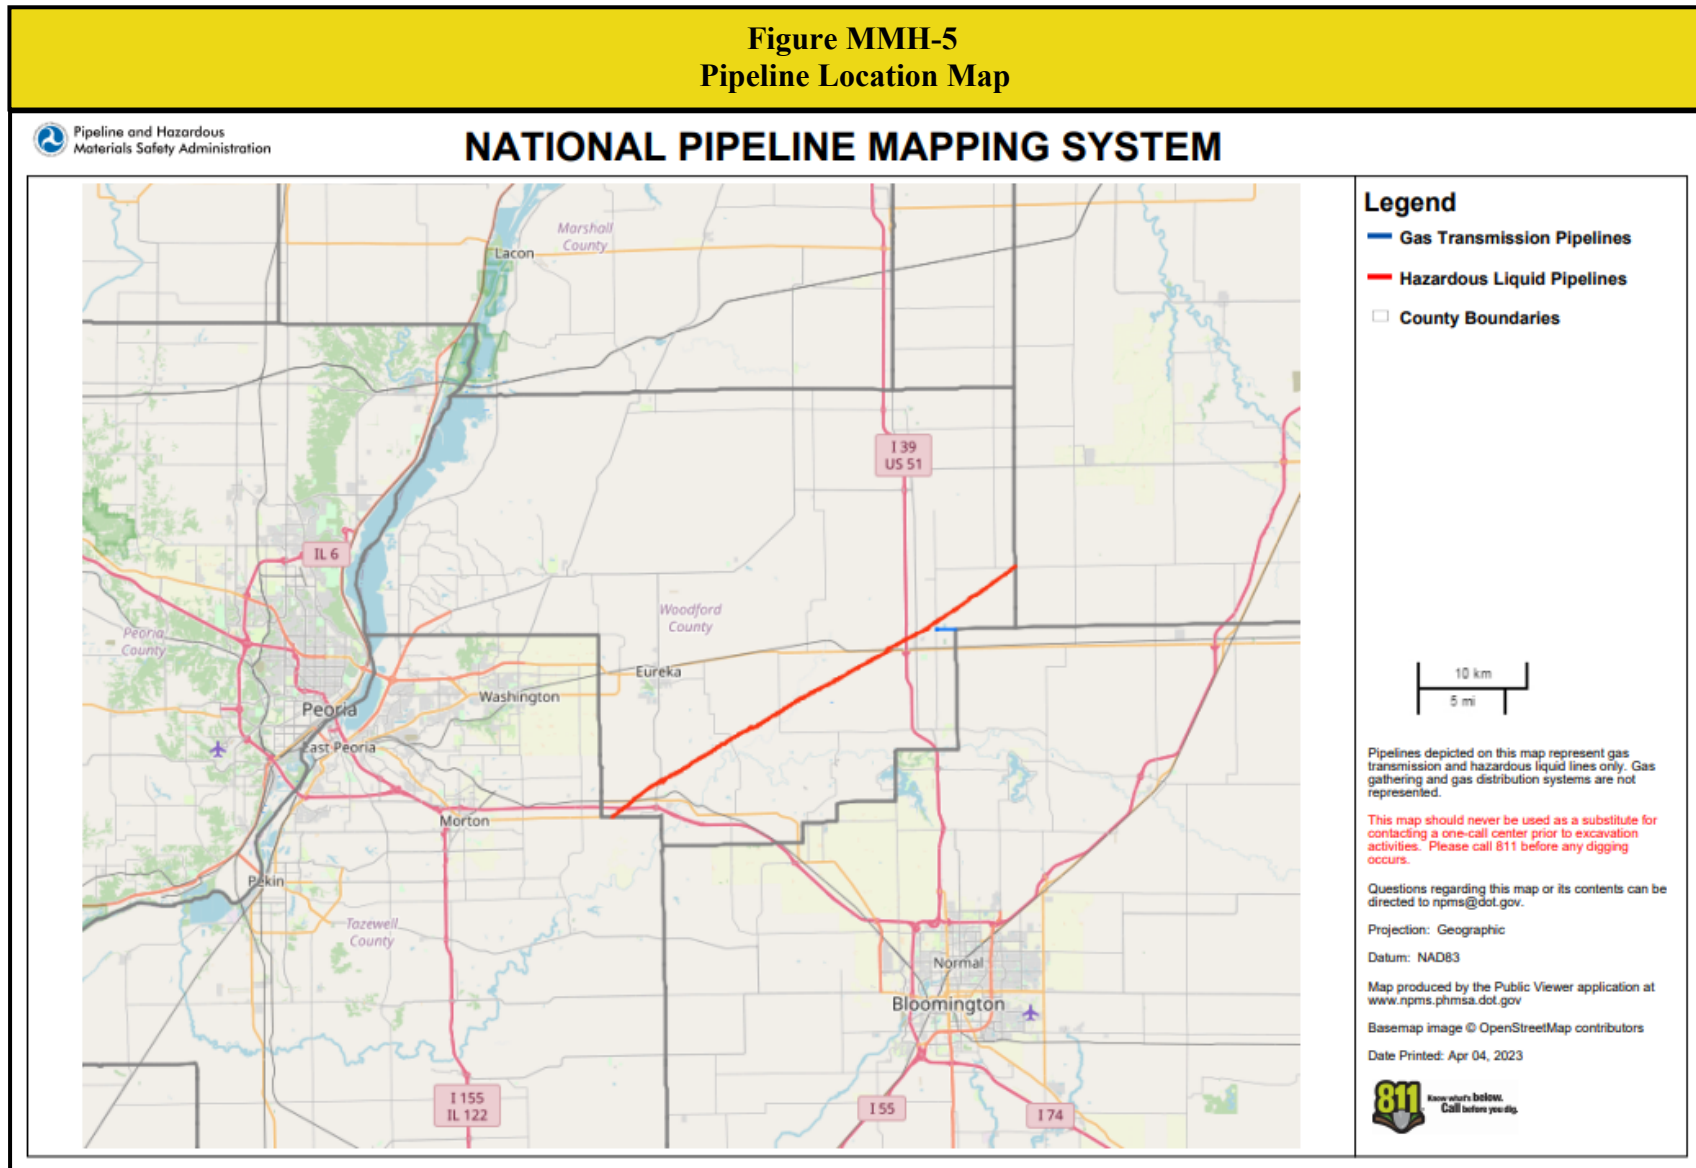 Figure MMH-5
Pipeline Location Map
Pipeline and Hazardous
Materials Safety Administration
NATIONAL PIPELINE MAPPING SYSTEM
Marshall
County
Lacon
I 39
US 51
IL 6
Woodford
County
Peoria
County
Eureka
Washington
Peoria
East Peoria
Morton
Pekin
Tazewell
County
Normal
Bloomington
I 155
IL 122
I 55
I 74
Legend
Gas Transmission Pipelines
Hazardous Liquid Pipelines
County Boundaries
10 km
5 mi
Pipelines depicted on this map represent gas
transmission and hazardous liquid lines only. Gas
gathering and gas distribution systems are not
represented.
This map should never be used as a substitute for
contacting a one-call center prior to excavation
activities. Please call 811 before any digging
occurs.
Questions regarding this map or its contents can be
directed to npms@dot.gov.
Projection: Geographic
Datum: NAD83
Map produced by the Public Viewer application at
www.npms.phmsa.dot.gov
Basemap image © OpenStreetMap contributors
Date Printed: Apr 04, 2023
811
Know what's below.
Call before you dig.